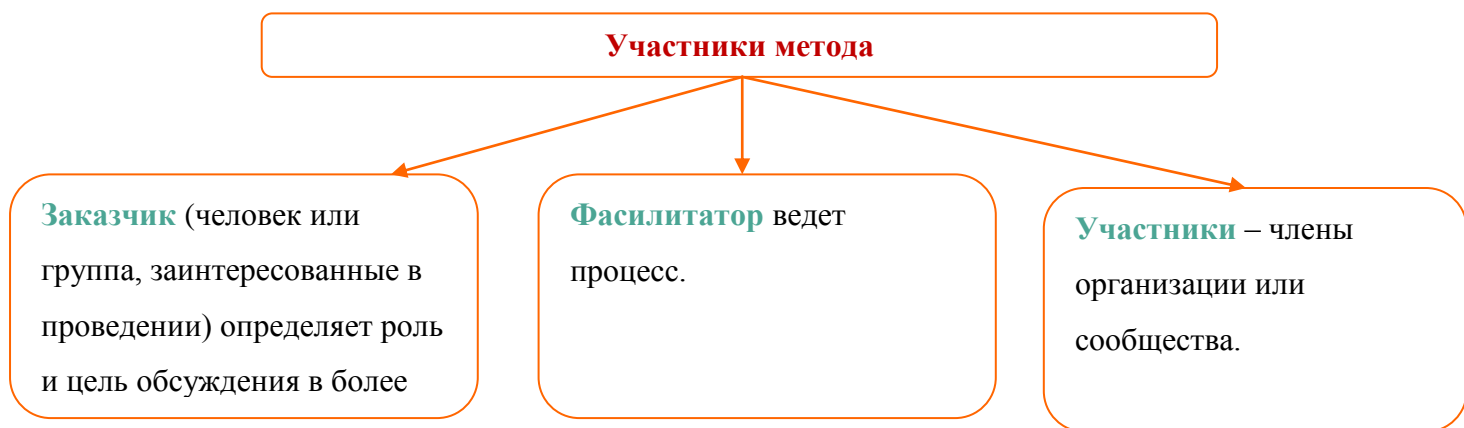 Участники метода
Заказчик (человек или
группа, заинтересованные в
проведении) определяет роль
и цель обсуждения в более
Фасилитатор ведет
процесс.
Участники – члены
организации или
сообщества.